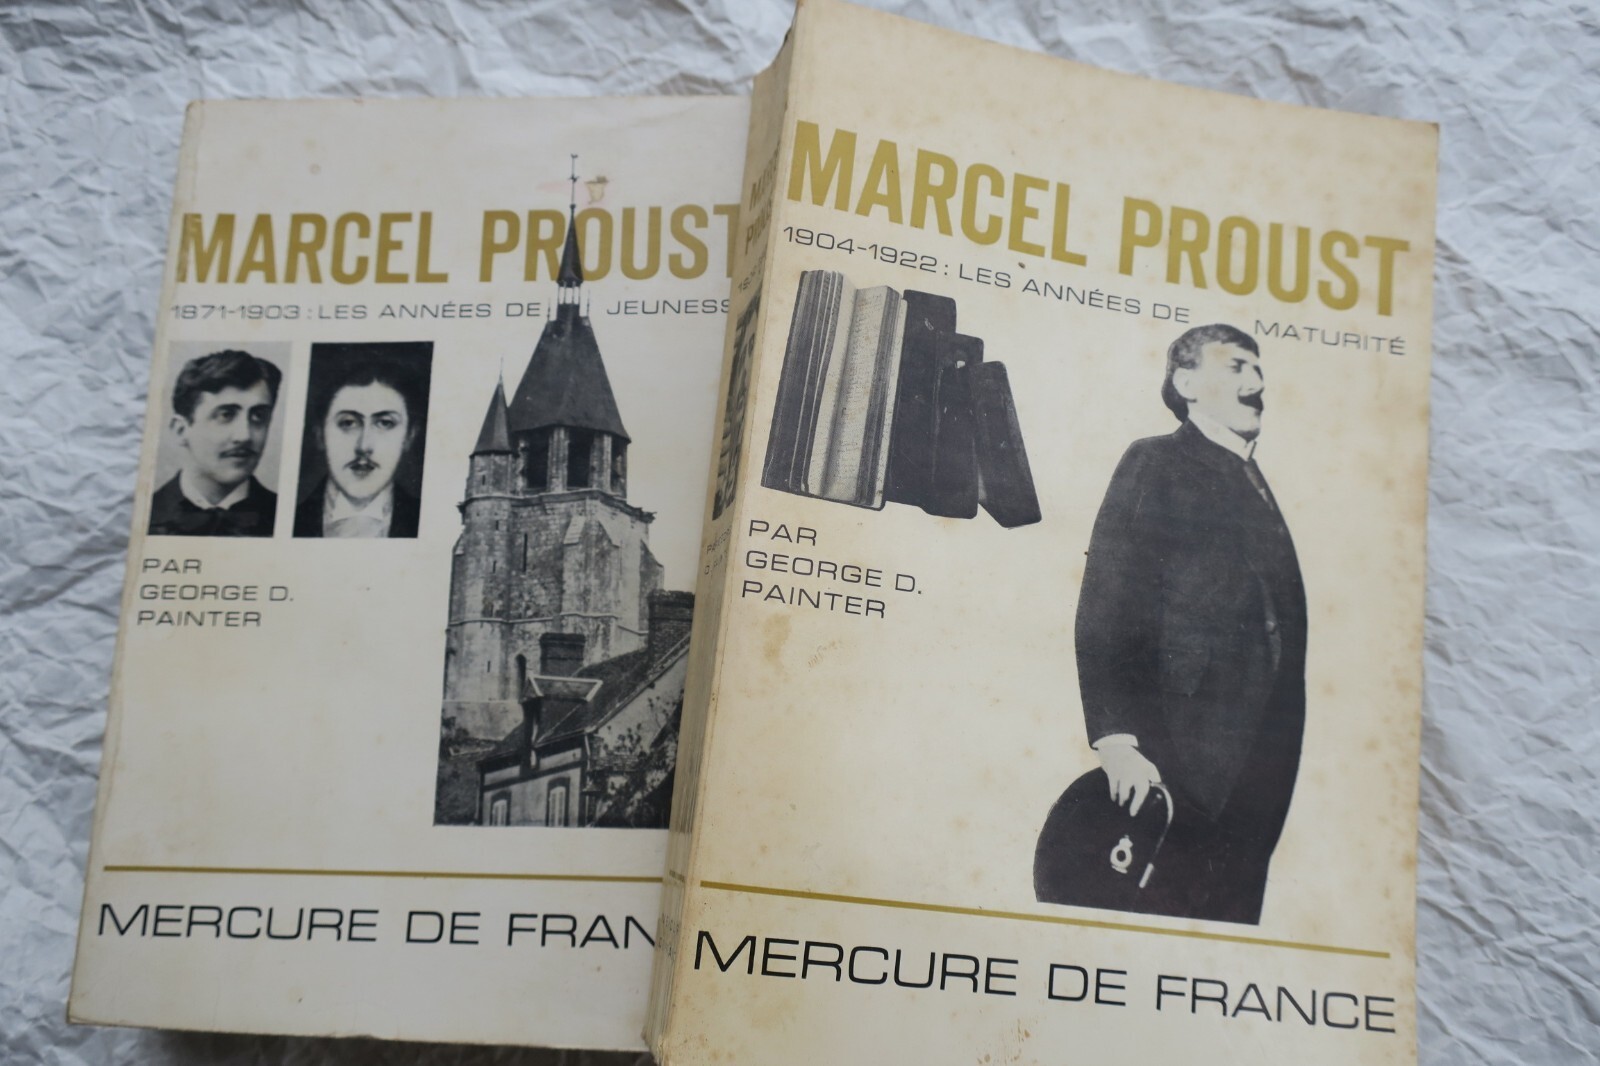 MARCEL PROUST
1871-1903 : LES ANNÉES DE JEUNESS
PAR
GEORGE D.
PAINTER
MERCURE DE FRAN
MARCEL PROUST
1904-1922 : LES ANNÉES DE MATURITÉ
PAR
GEORGE D.
PAINTER
MERCURE DE FRANCE